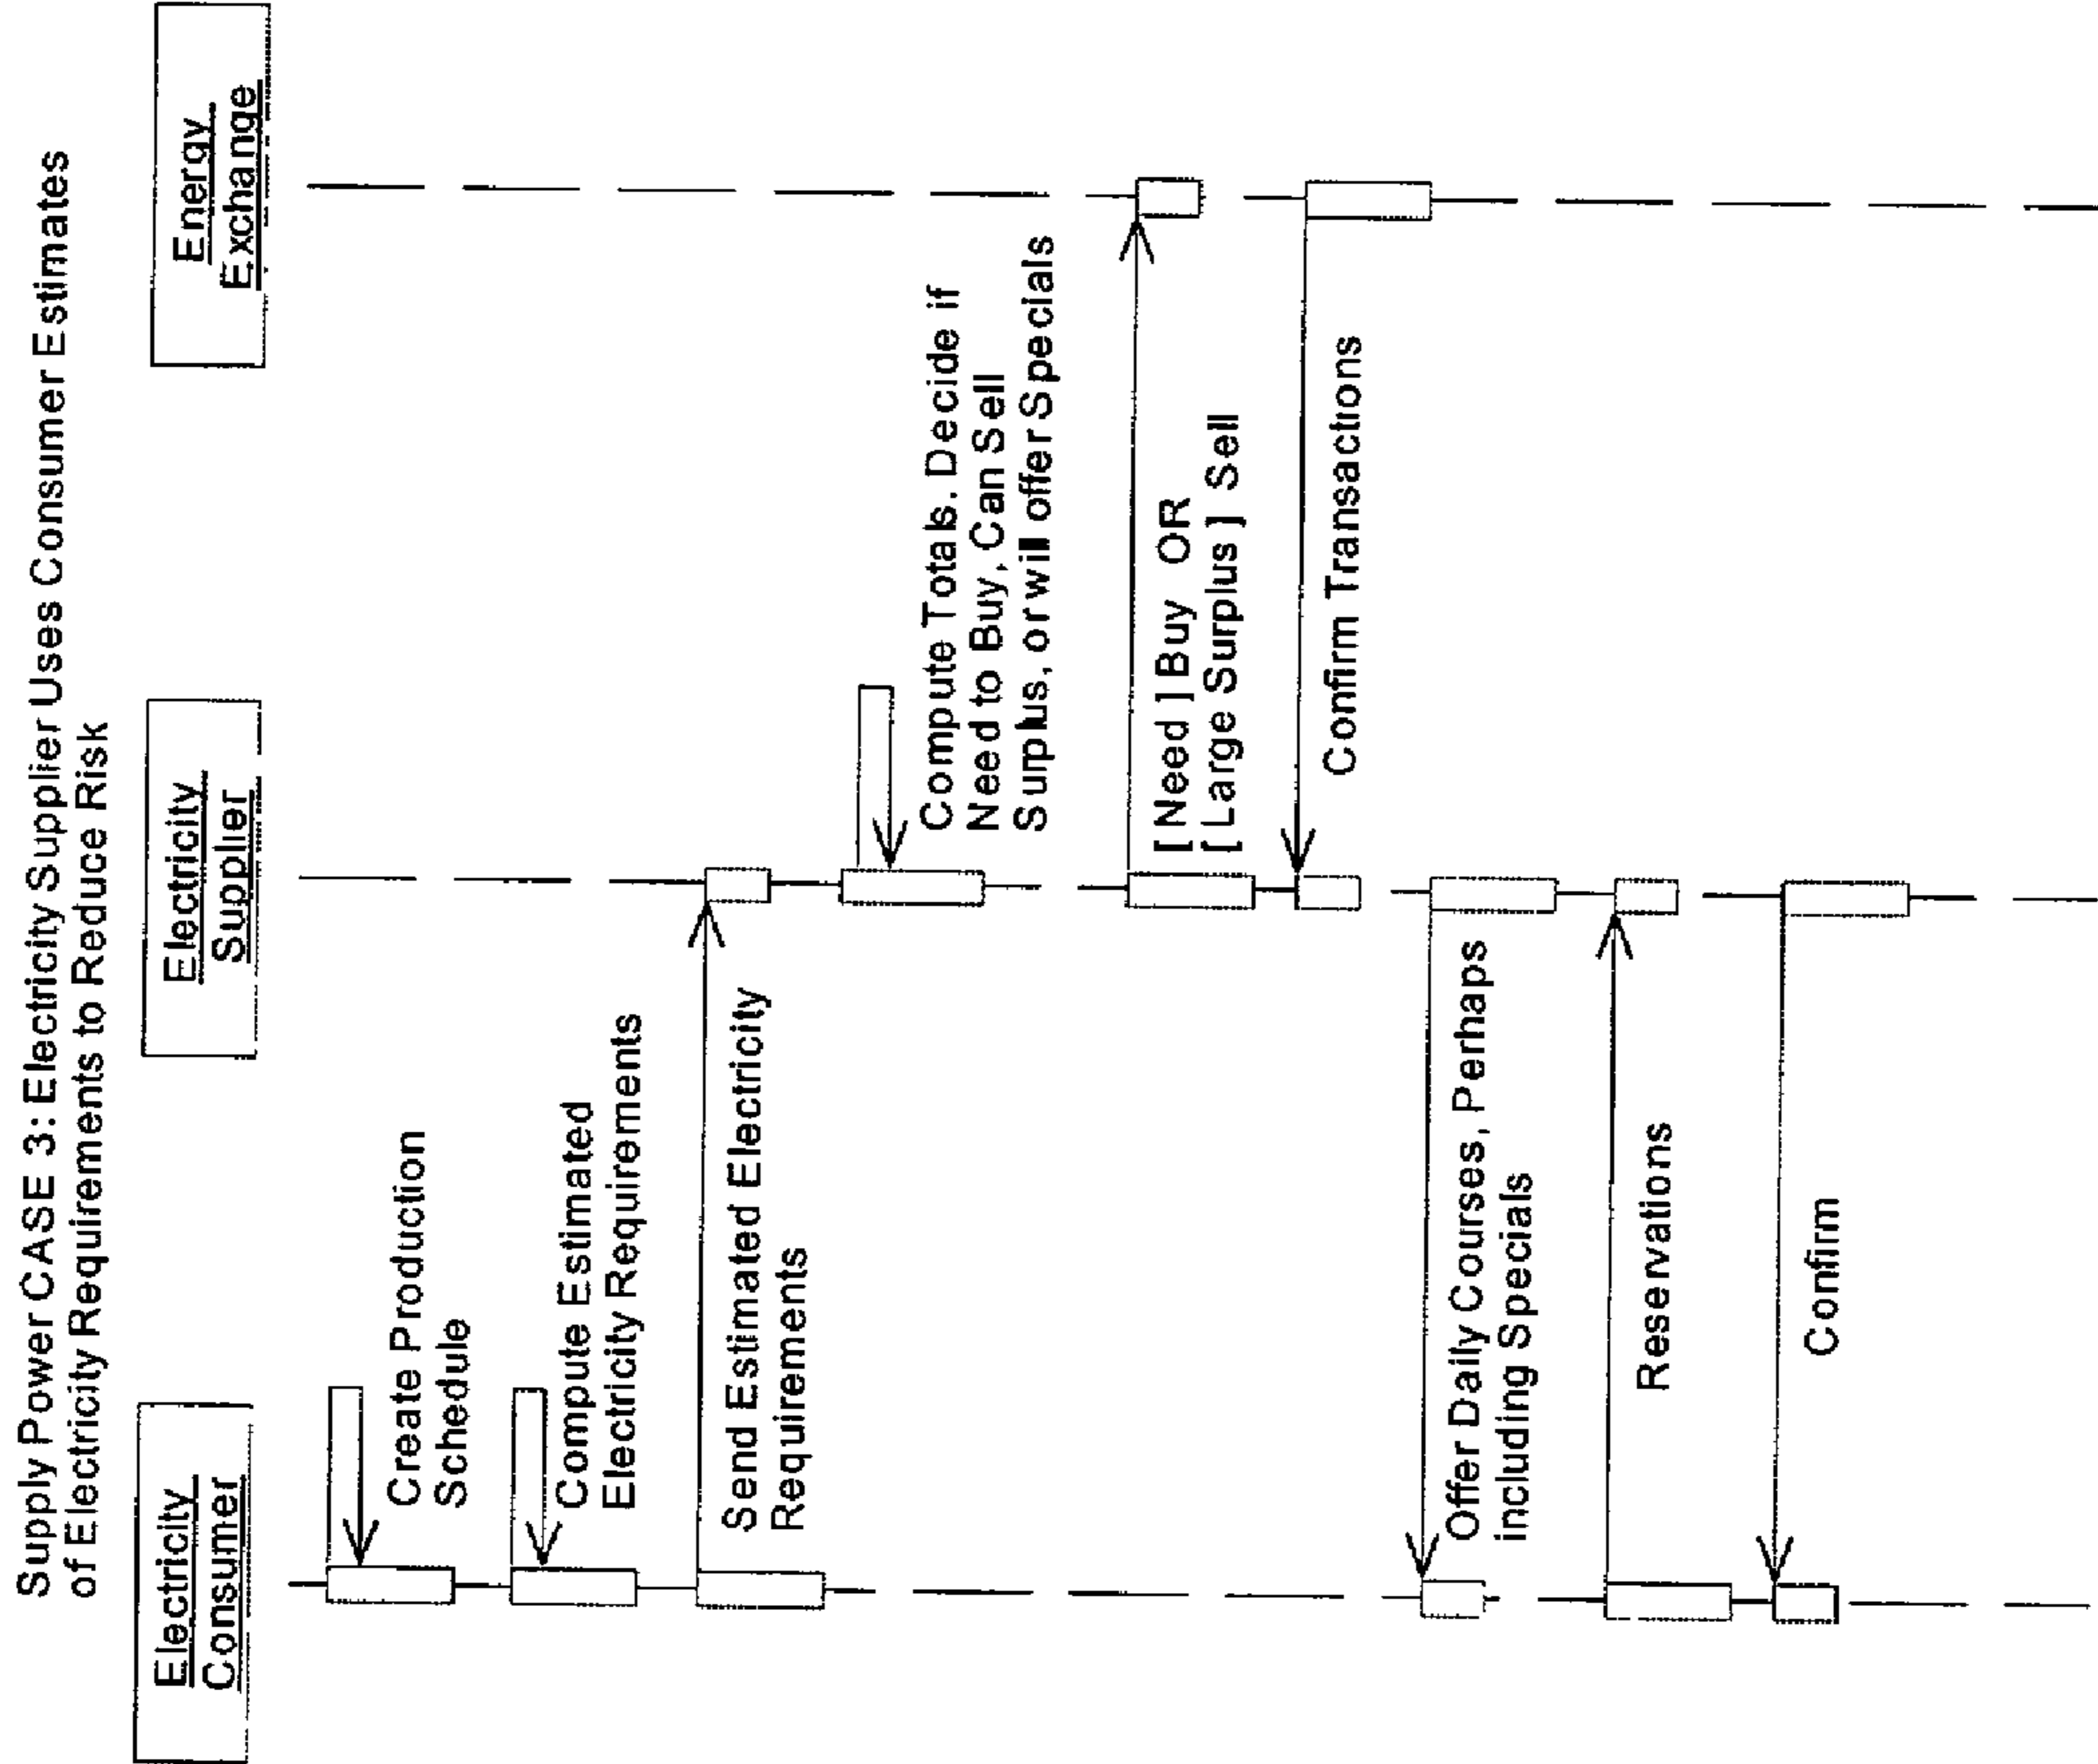 Supply Power CASE 3: Electricity Supplier Uses Consumer Estimates
of Electricity Requirements to Reduce Risk
Electricity
Consumer
Electricity
Supplier
Energy
Exchange
Create Production
Schedule
Compute Estimated
Electricity Requirements
Send Estimated Electricity
Requirements
Compute Totals. Decide if
Need to Buy, Can Sell
Surplus, or will offer Specials
[Need] Buy OR
[Large Surplus] Sell
Confirm Transactions
Offer Daily Courses, Perhaps
including Specials
Reservations
Confirm